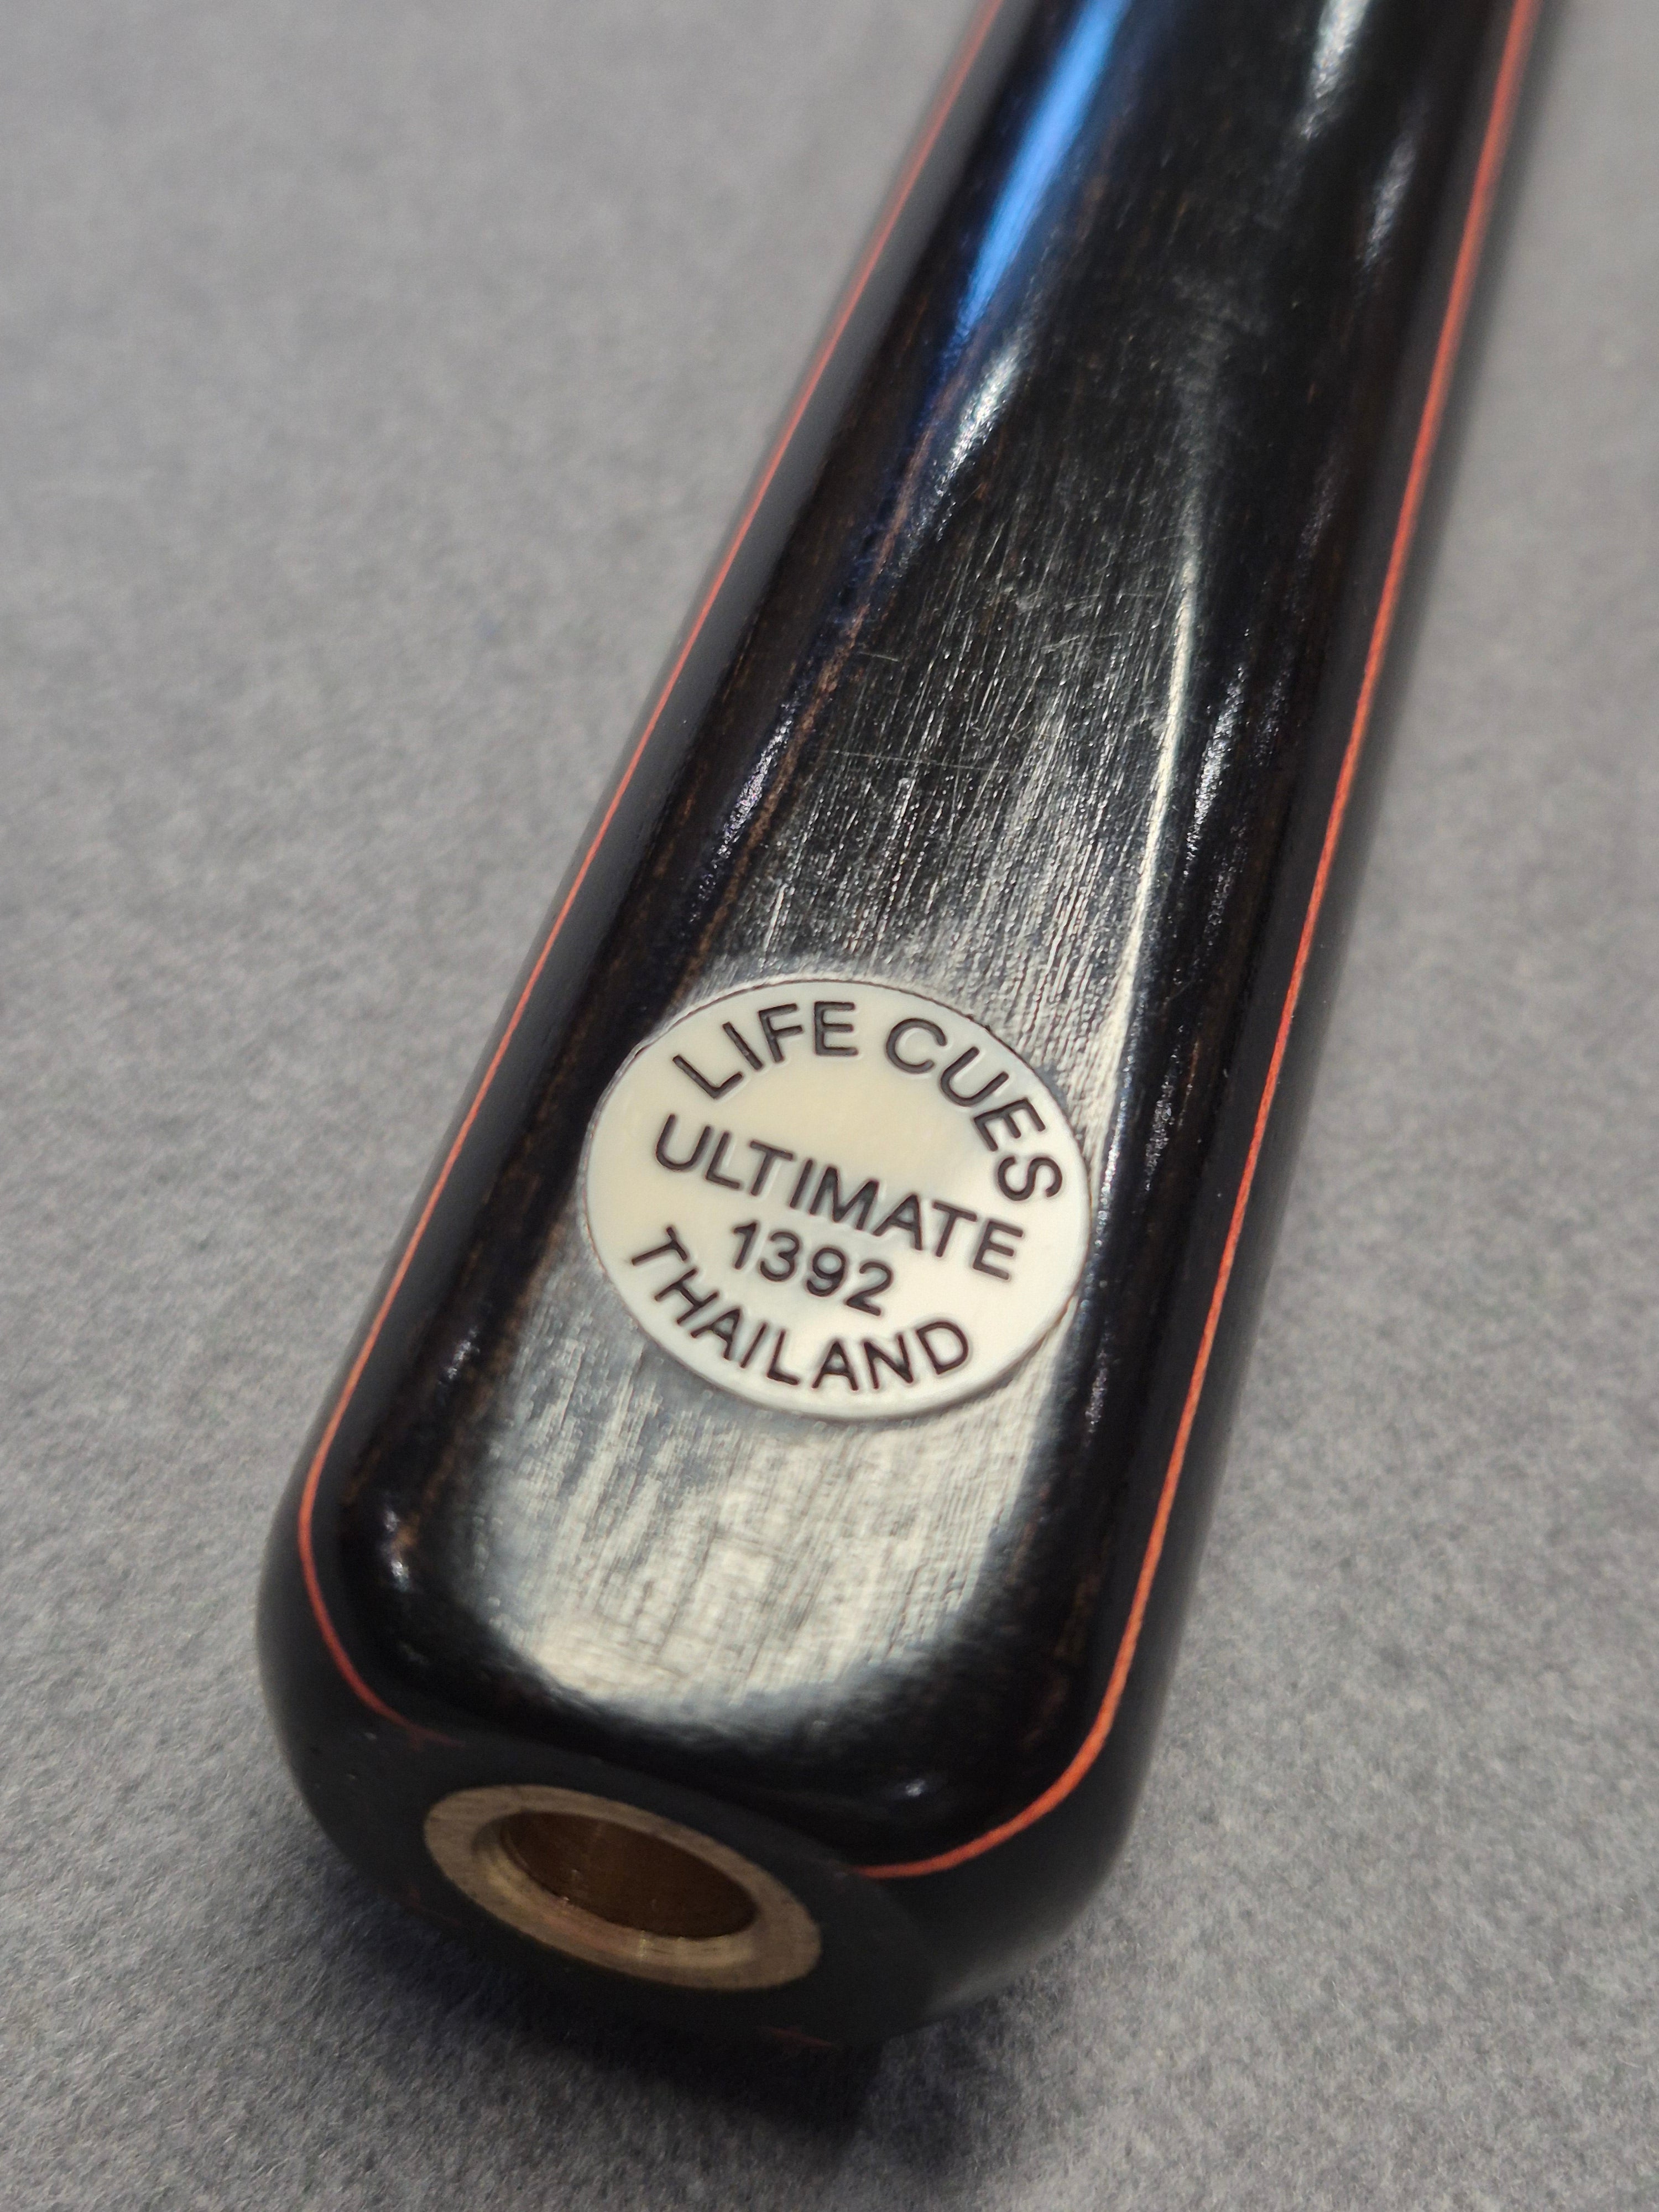 LIFE CUES
ULTIMATE
1392
THAILAND